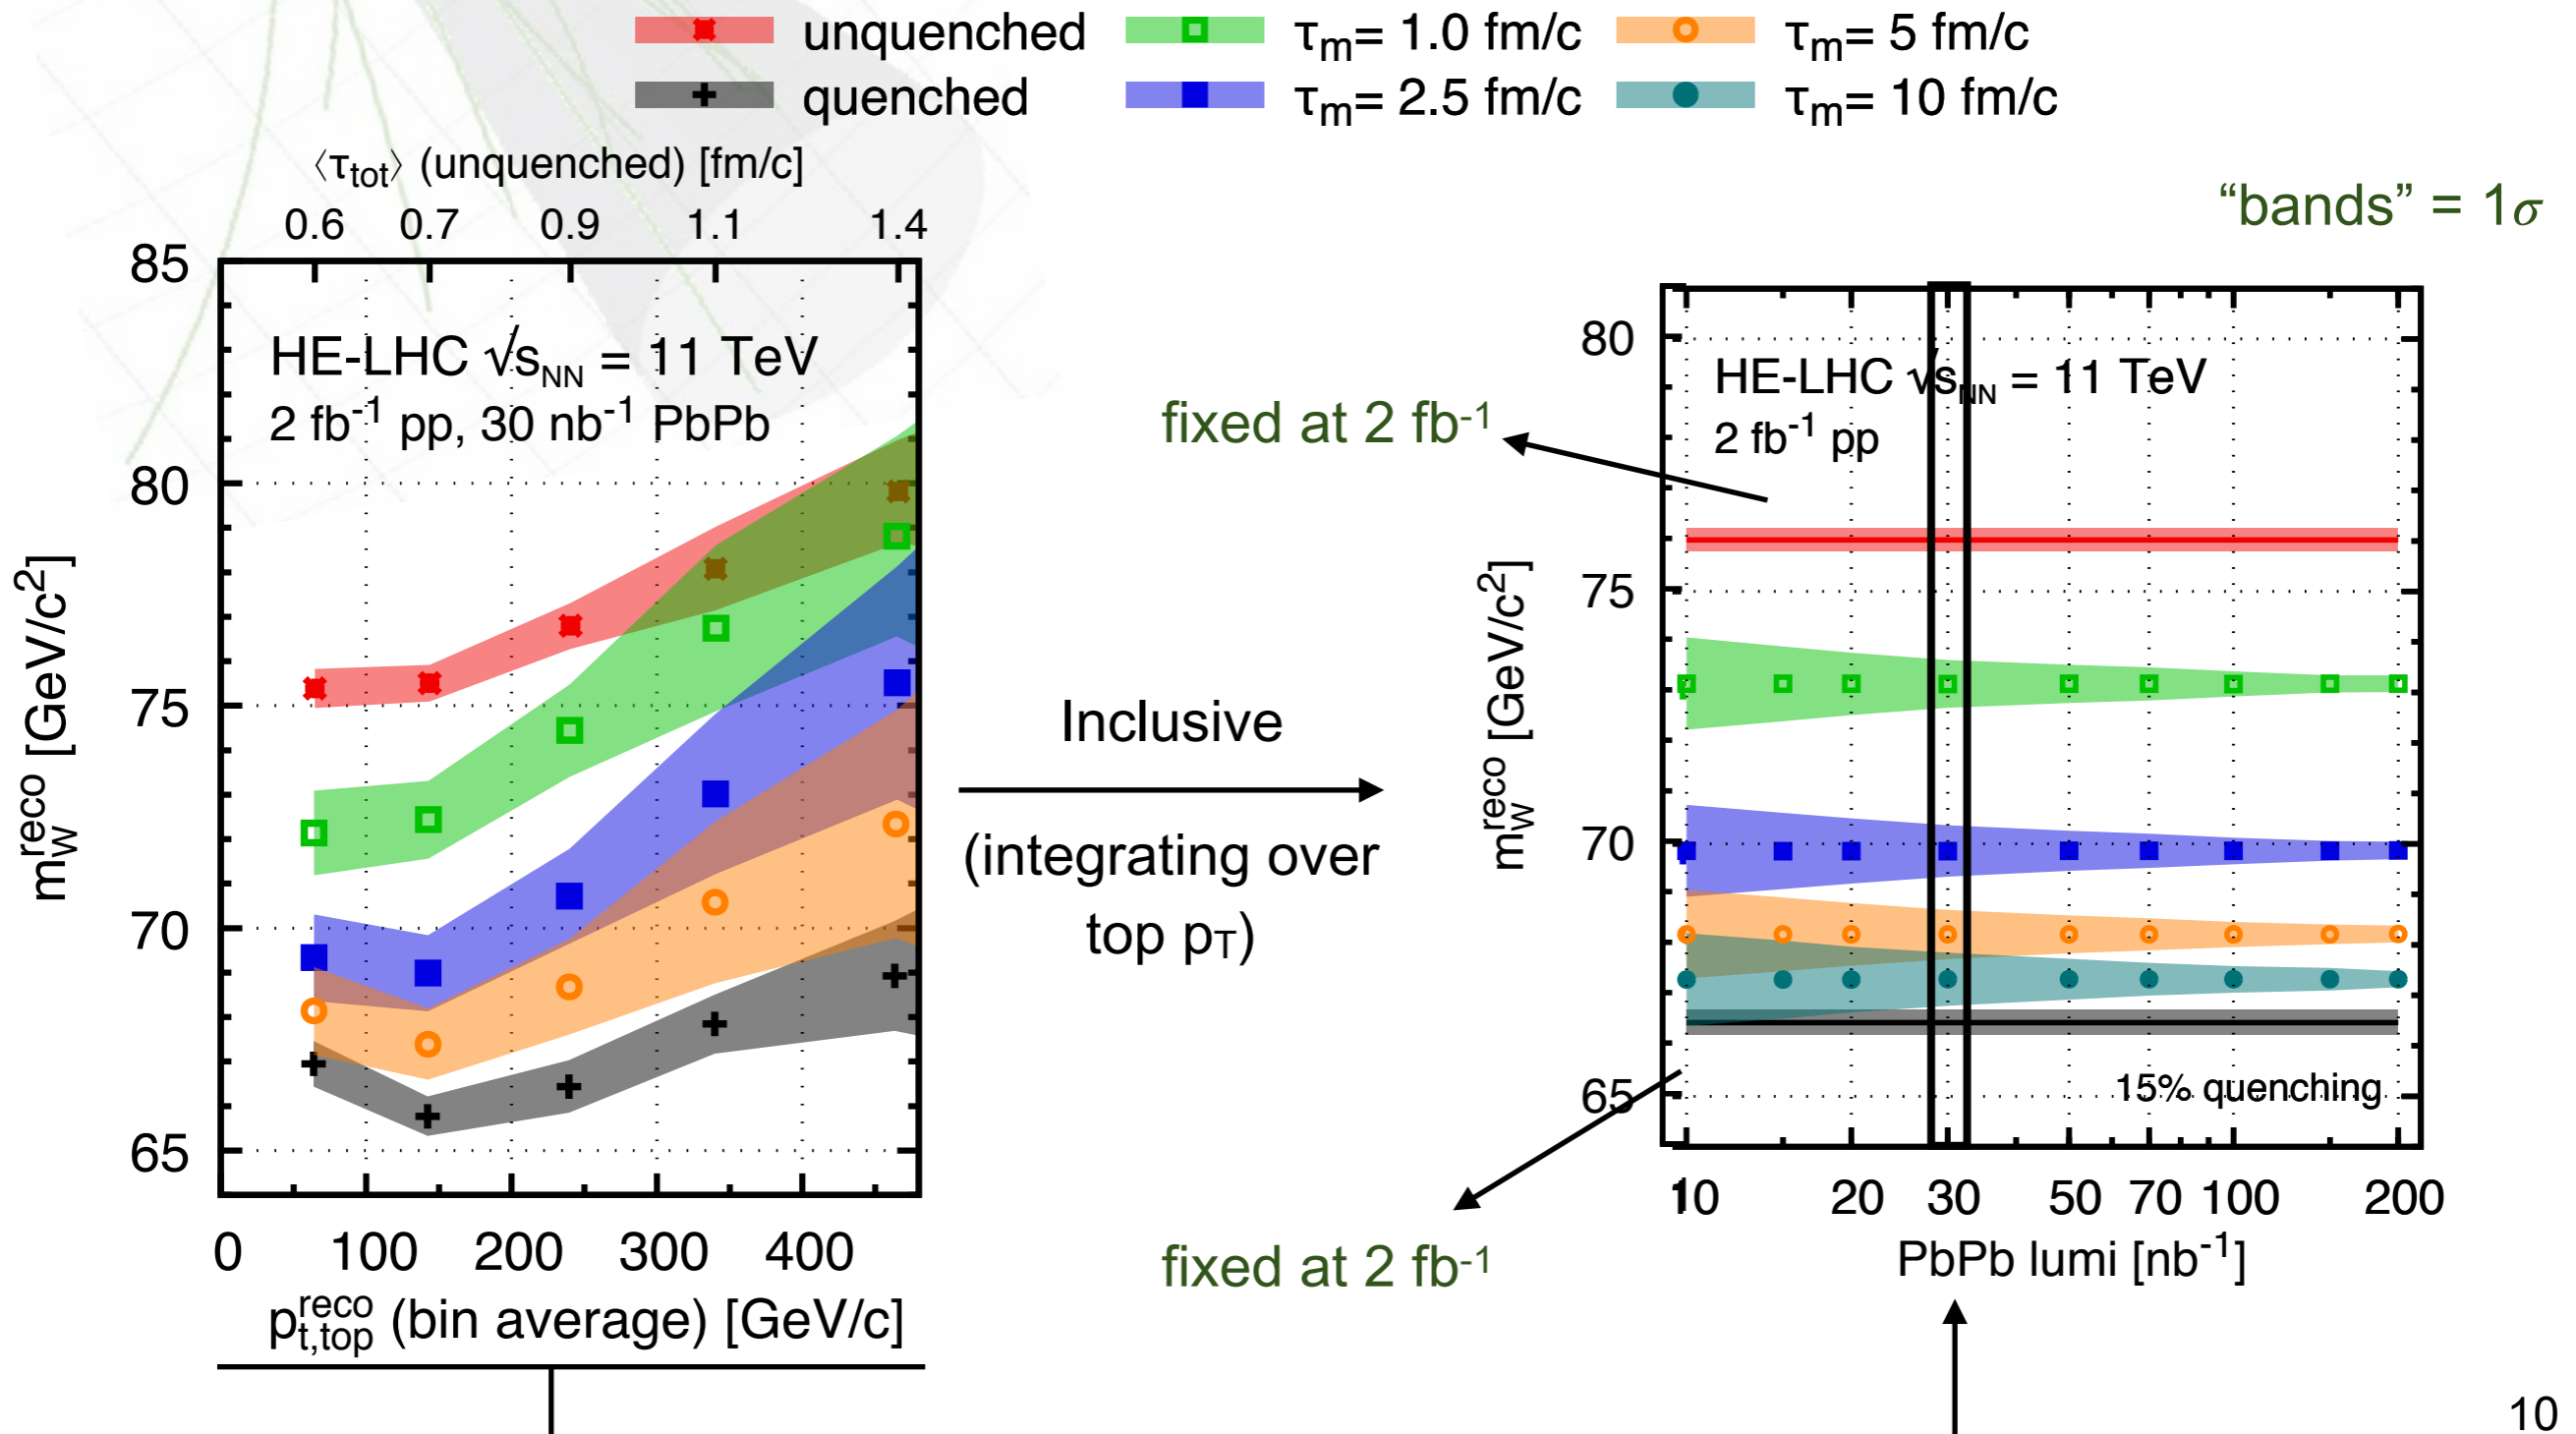 unquenched
quenched
τm= 1.0 fm/c
τm= 2.5 fm/c
τm= 5 fm/c
τm= 10 fm/c
⟨τtot⟩ (unquenched) [fm/c]
0.6 0.7 0.9 1.1 1.4
“bands” = 1σ
85
80
75
70
65
HE-LHC √sNN = 11 TeV
2 fb-1 pp, 30 nb-1 PbPb
mWreco [GeV/c2]
0 100 200 300 400
pt,topreco (bin average) [GeV/c]
Inclusive
(integrating over
top pT)
fixed at 2 fb-1
fixed at 2 fb-1
80
75
70
65
HE-LHC √sNN = 11 TeV
2 fb-1 pp
mWreco [GeV/c2]
15% quenching
10 20 30 50 70 100 200
PbPb lumi [nb-1]
10